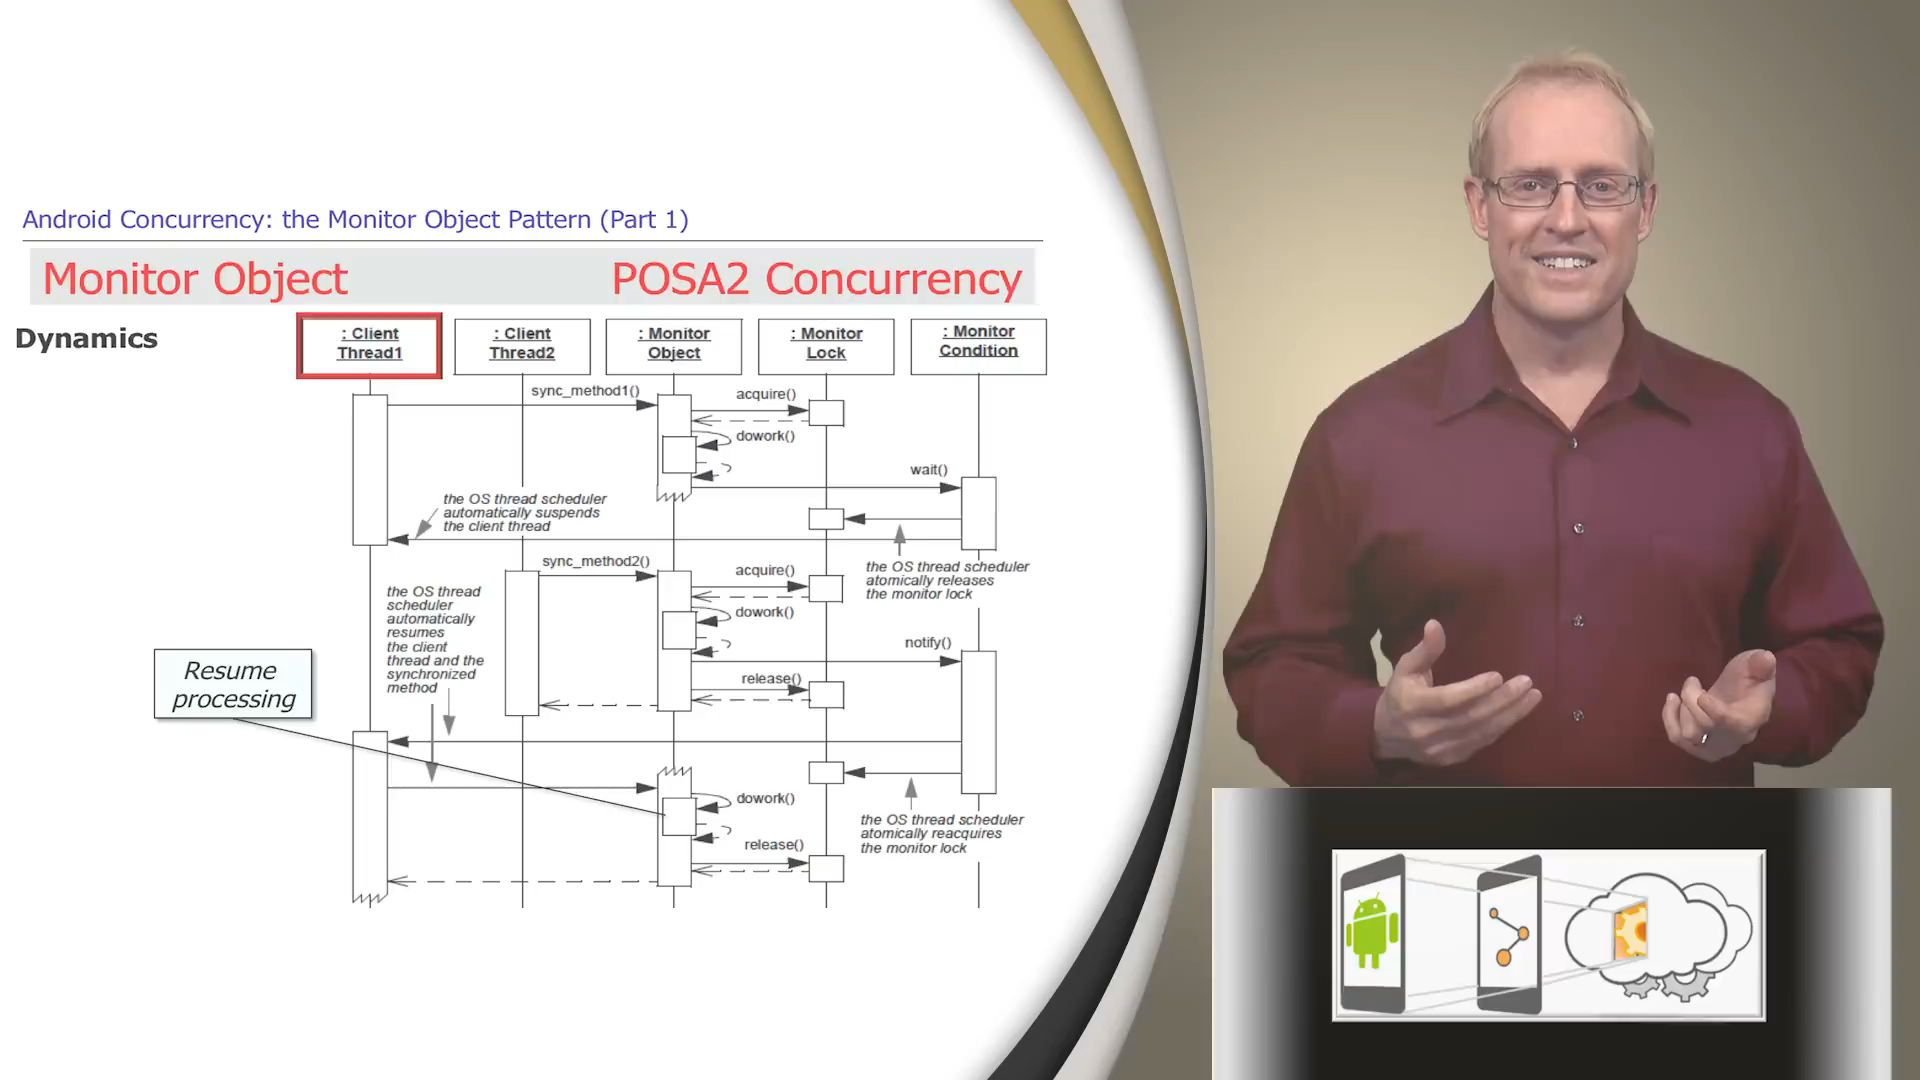 Android Concurrency: the Monitor Object Pattern (Part 1)
Monitor Object POSA2 Concurrency
Dynamics
: Client
Thread1
: Client
Thread2
: Monitor
Object
: Monitor
Lock
: Monitor
Condition
sync_method1()
acquire()
dowork()
wait()
the OS thread scheduler
automatically suspends
the client thread
the OS thread scheduler
atomically releases
the monitor lock
sync_method2()
acquire()
dowork()
the OS thread
scheduler
automatically
resumes
the client
thread and the
synchronized
method
notify()
release()
Resume
processing
dowork()
the OS thread scheduler
atomically reacquires
the monitor lock
release()